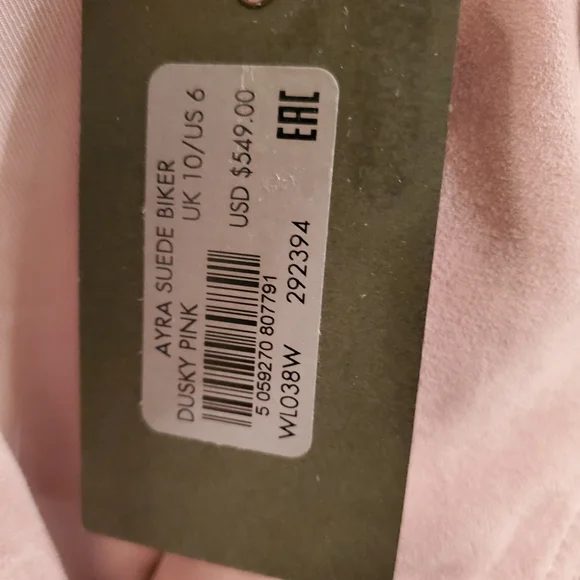 AYRA SUEDE BIKER
DUSKY PINK UK 10/US 6
USD $549.00
5 059270 807791
WL038W 292394
EAC